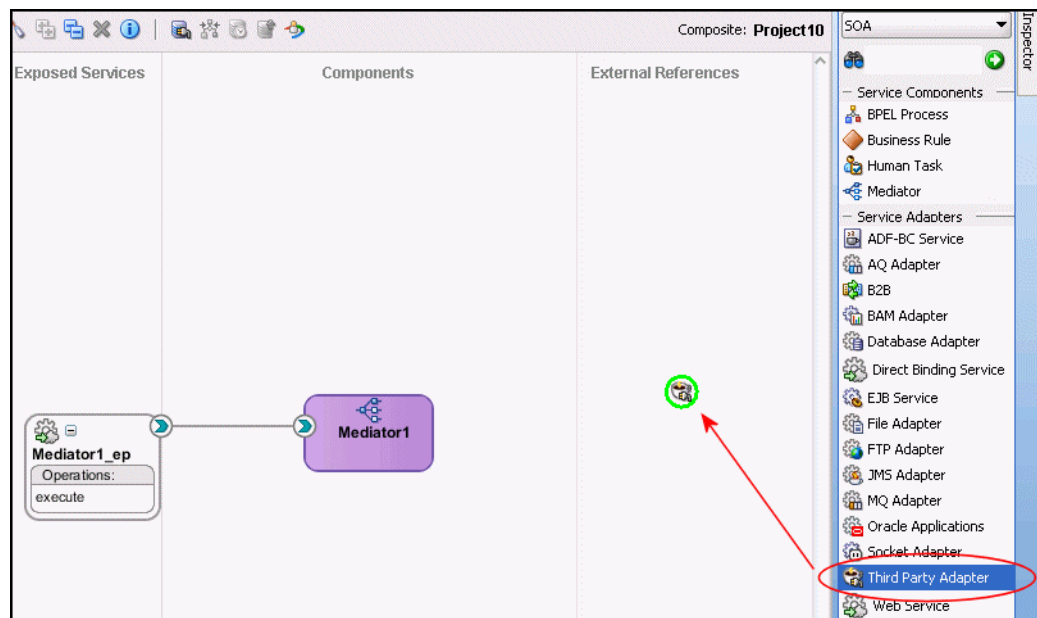 Composite: Project10
Exposed Services
Components
External References
Mediator1_ep
Operations:
execute
Mediator1
SOA
Service Components
BPEL Process
Business Rule
Human Task
Mediator
Service Adapters
ADF-BC Service
AQ Adapter
B2B
BAM Adapter
Database Adapter
Direct Binding Service
EJB Service
File Adapter
FTP Adapter
JMS Adapter
MQ Adapter
Oracle Applications
Socket Adapter
Third Party Adapter
Web Service
Inspector